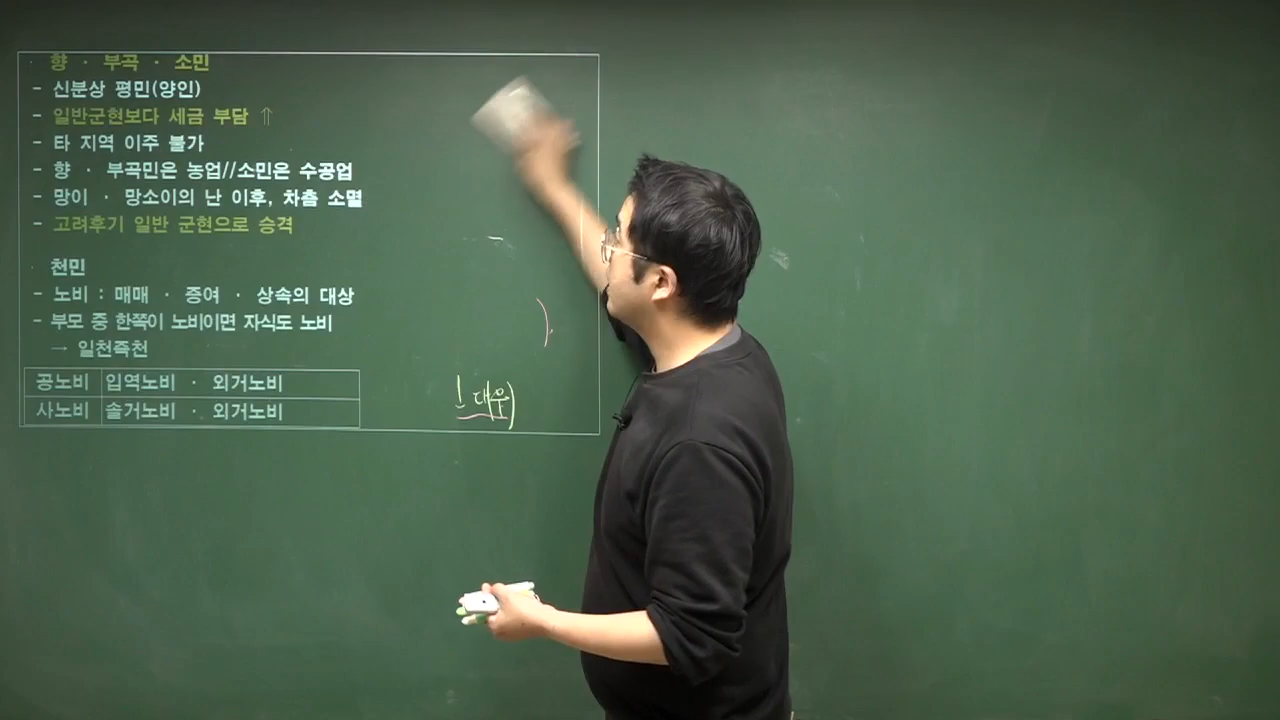 · 향 · 부곡 · 소민
- 신분상 평민(양인)
- 일반군현보다 세금 부담 ⇑
- 타 지역 이주 불가
- 향 · 부곡민은 농업//소민은 수공업
- 망이 · 망소이의 난 이후, 차츰 소멸
- 고려후기 일반 군현으로 승격
· 천민
- 노비 : 매매 · 증여 · 상속의 대상
- 부모 중 한쪽이 노비이면 자식도 노비
→ 일천즉천
공노비 입역노비 · 외거노비
사노비 솔거노비 · 외거노비
대우)